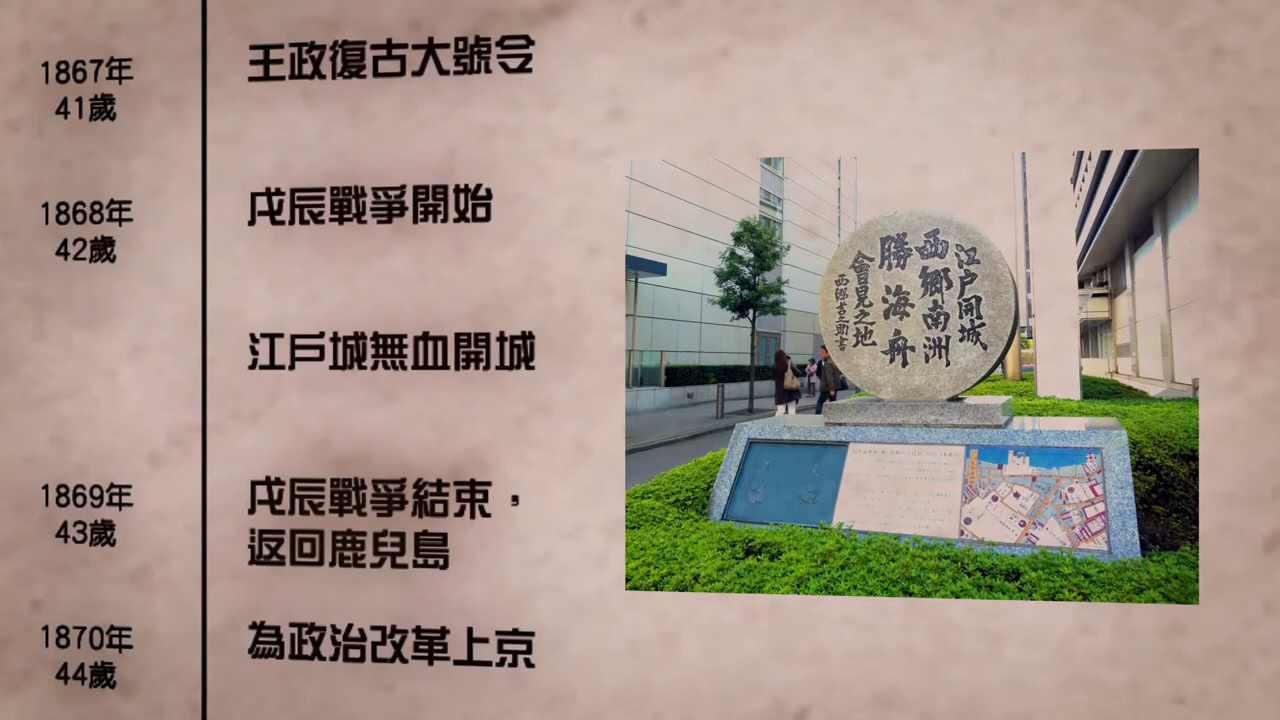 1867年
41歲
王政復古大號令
1868年
42歲
戊辰戰爭開始
江戶城無血開城
1869年
43歲
戊辰戰爭結束，
返回鹿兒島
1870年
44歲
為政治改革上京
江戸開城
西郷南洲
勝海舟
會見之地
西郷吉之助書